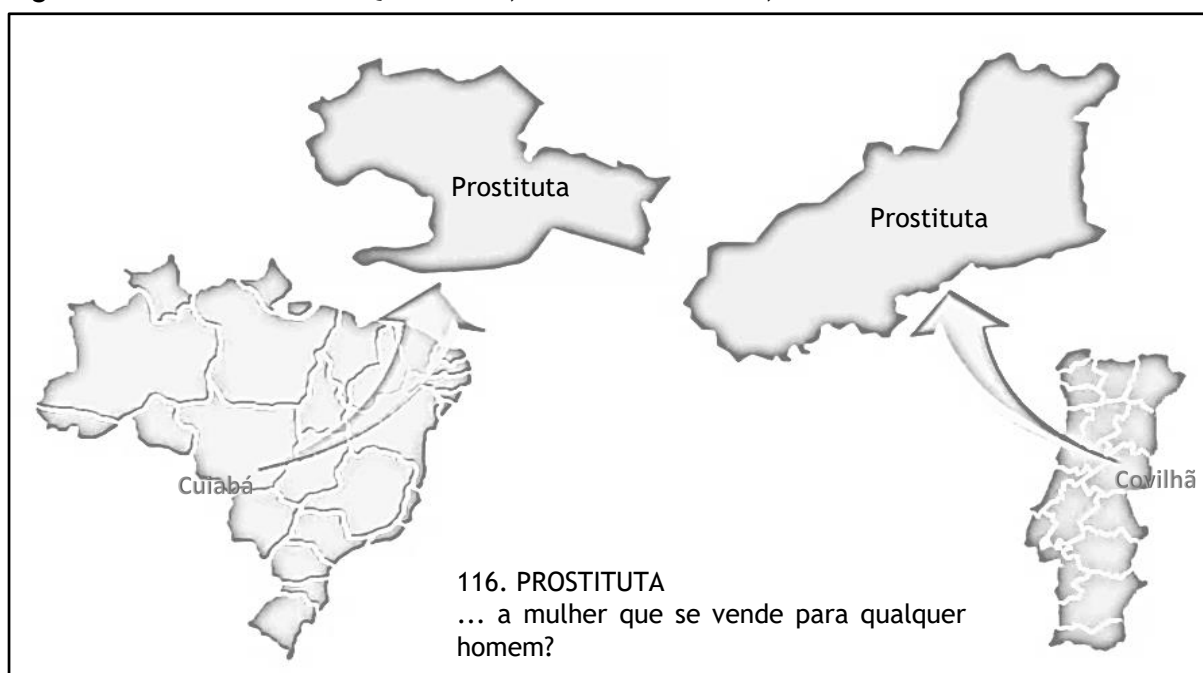 Prostituta
Prostituta
Cuiabá
Covilhã
116. PROSTITUTA
... a mulher que se vende para qualquer
homem?